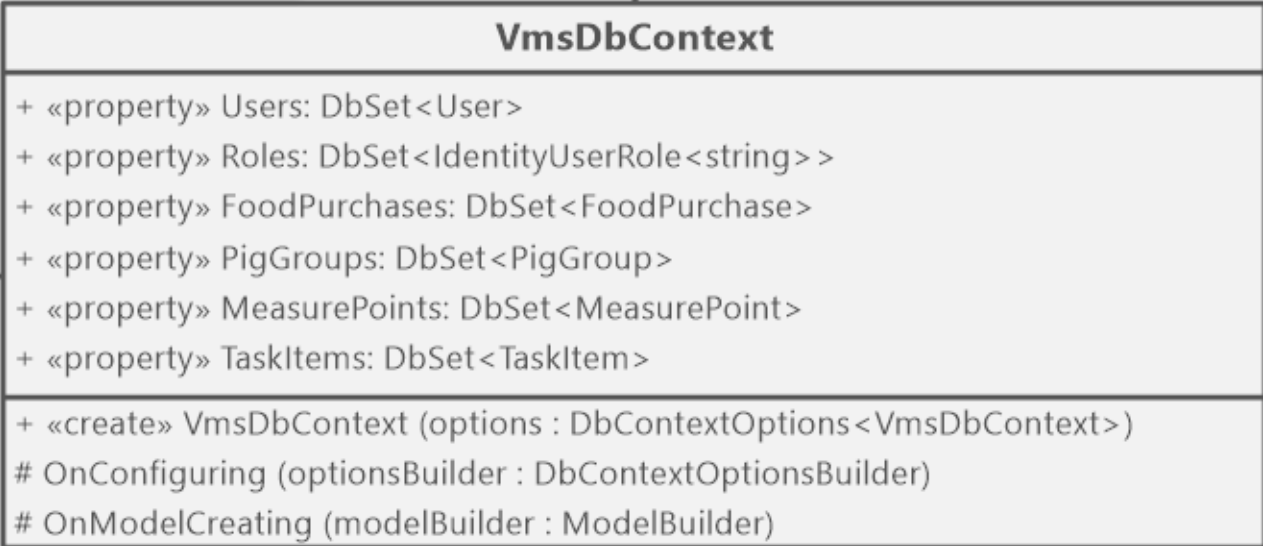 VmsDbContext
+ «property» Users: DbSet<User>
+ «property» Roles: DbSet<IdentityUserRole<string>>
+ «property» FoodPurchases: DbSet<FoodPurchase>
+ «property» PigGroups: DbSet<PigGroup>
+ «property» MeasurePoints: DbSet<MeasurePoint>
+ «property» TaskItems: DbSet<TaskItem>
+ «create» VmsDbContext (options : DbContextOptions<VmsDbContext>)
# OnConfiguring (optionsBuilder : DbContextOptionsBuilder)
# OnModelCreating (modelBuilder : ModelBuilder)